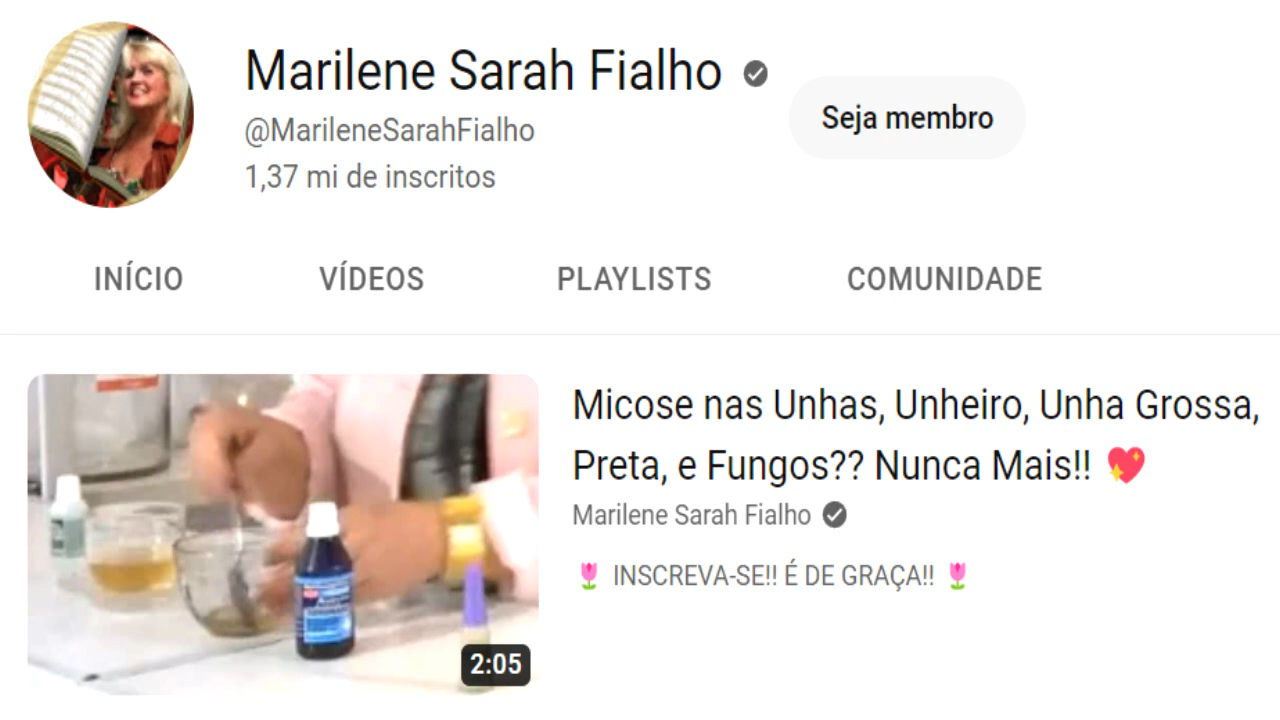 Marilene Sarah Fialho
@MarileneSarahFialho
1,37 mi de inscritos
Seja membro
INÍCIO VÍDEOS PLAYLISTS COMUNIDADE
Micose nas Unhas, Unheiro, Unha Grossa,
Preta, e Fungos?? Nunca Mais!! 💖
Marilene Sarah Fialho
🌷 INSCREVA-SE!! É DE GRAÇA!! 🌷
2:05